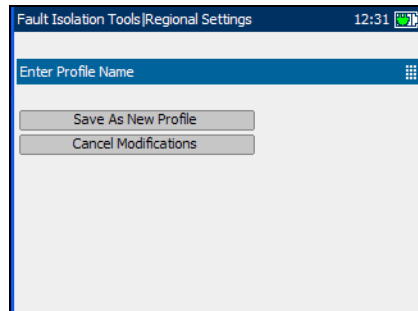 Fault Isolation Tools|Regional Settings 12:31
Enter Profile Name
Save As New Profile
Cancel Modifications